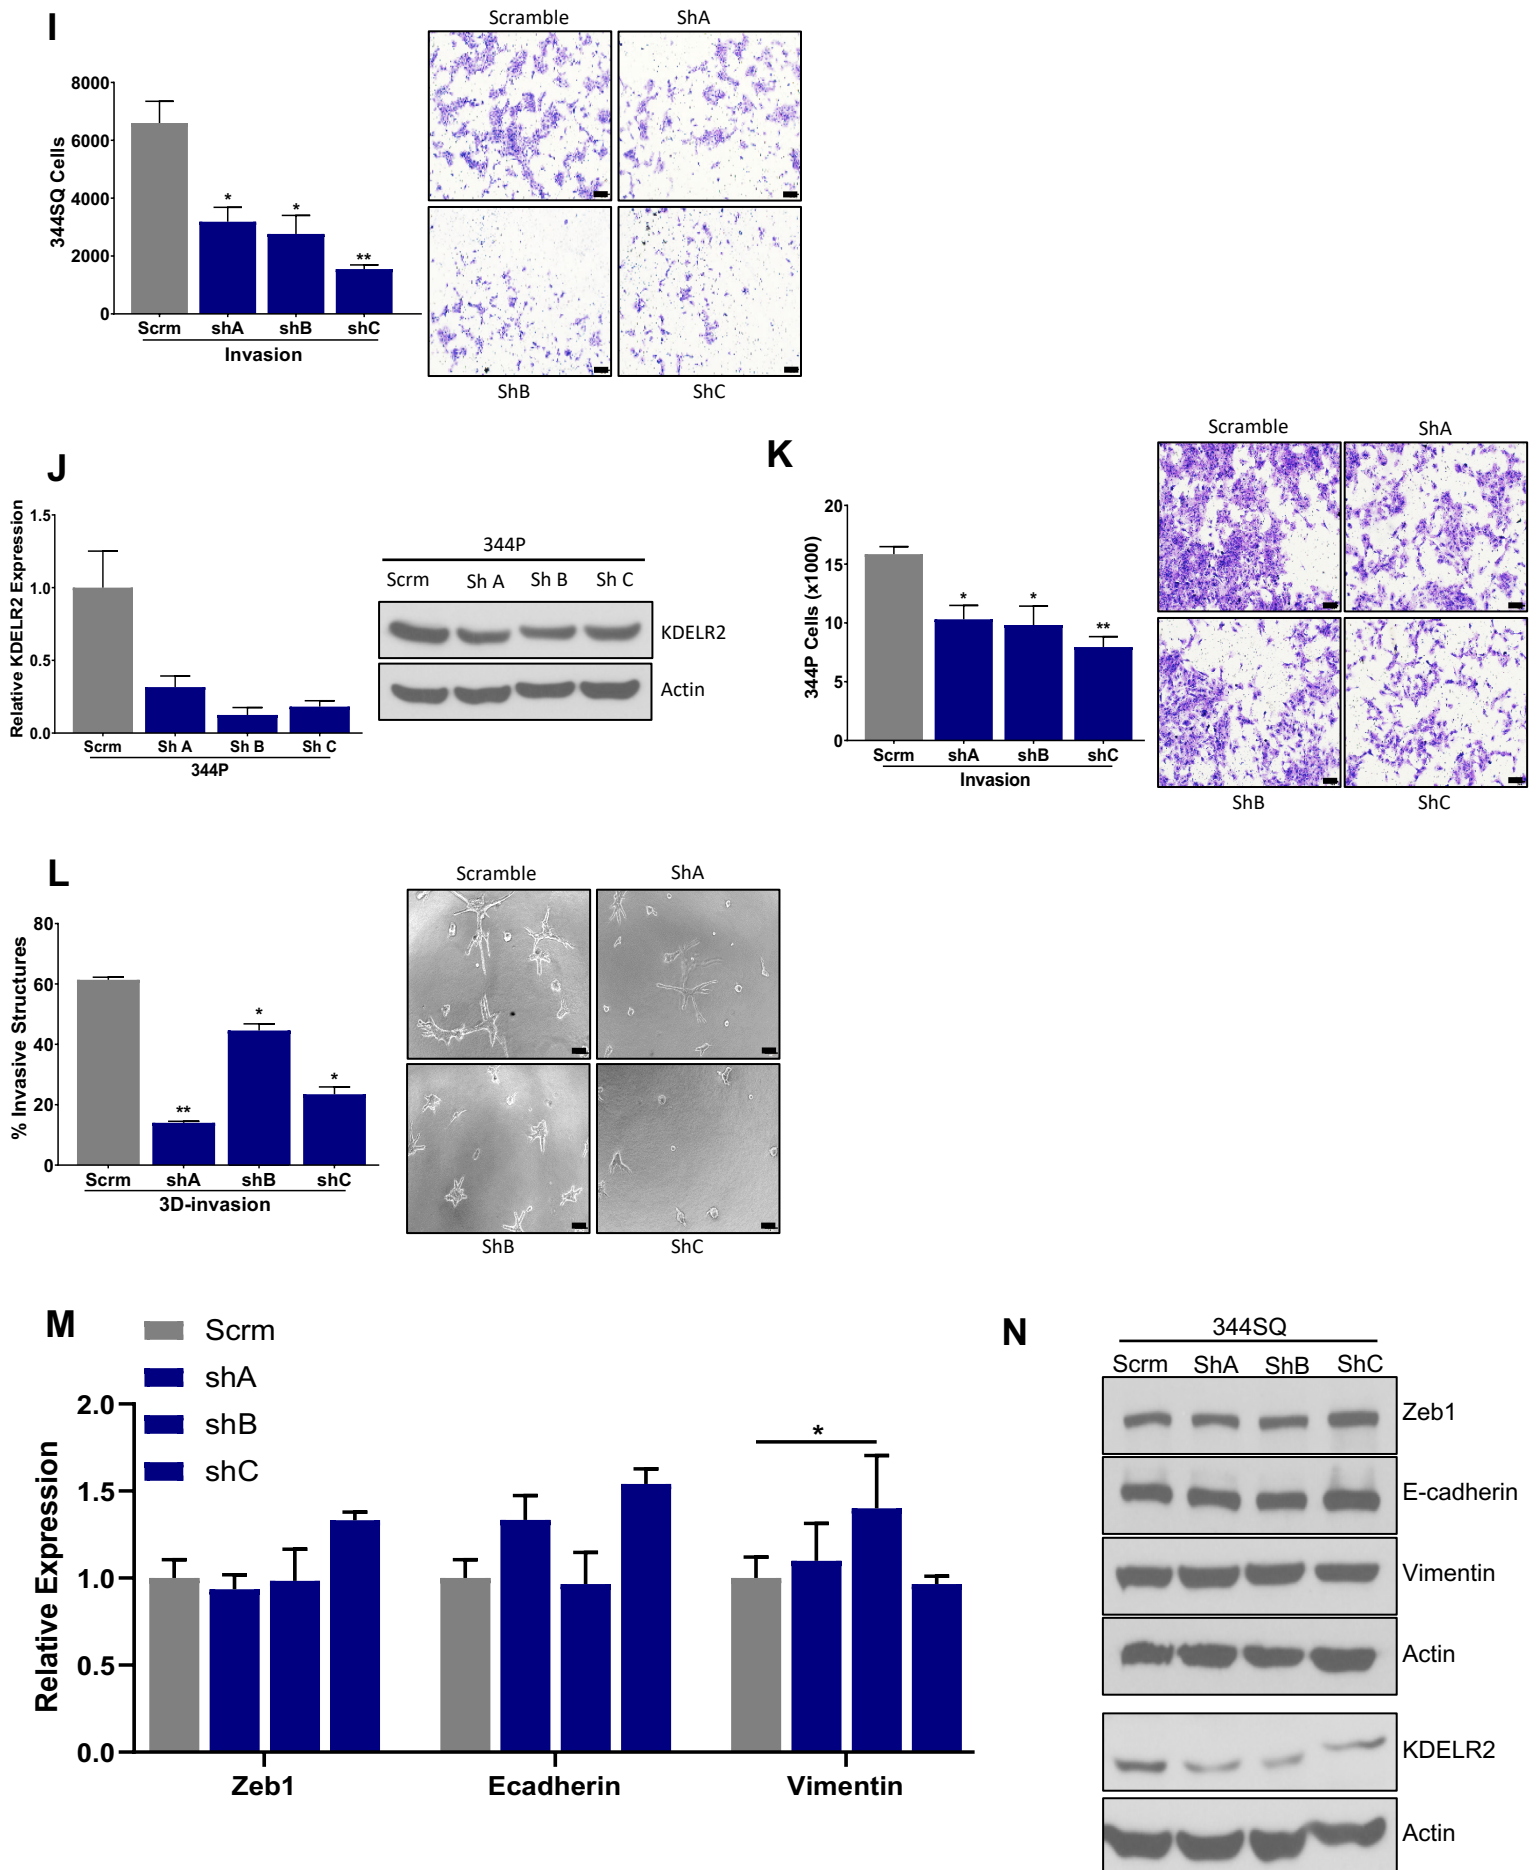 I
Scramble
ShA
8000
6000
4000
2000
0
344SQ Cells
*
*
**
Scrm
shA
shB
shC
Invasion
ShB
ShC
J
1.5
1.0
0.5
0.0
Relative KDELR2 Expression
Scrm
Sh A
Sh B
Sh C
344P
344P
Scrm
Sh A
Sh B
Sh C
KDELR2
Actin
K
20
15
10
5
0
344P Cells (x1000)
*
*
**
Scrm
shA
shB
shC
Invasion
Scramble
ShA
ShB
ShC
L
80
60
40
20
0
% Invasive Structures
**
*
*
Scrm
shA
shB
shC
3D-invasion
Scramble
ShA
ShB
ShC
M
Scrm
shA
shB
shC
2.0
1.5
1.0
0.5
0.0
Relative Expression
*
Zeb1
Ecadherin
Vimentin
N
344SQ
Scrm
ShA
ShB
ShC
Zeb1
E-cadherin
Vimentin
Actin
KDELR2
Actin